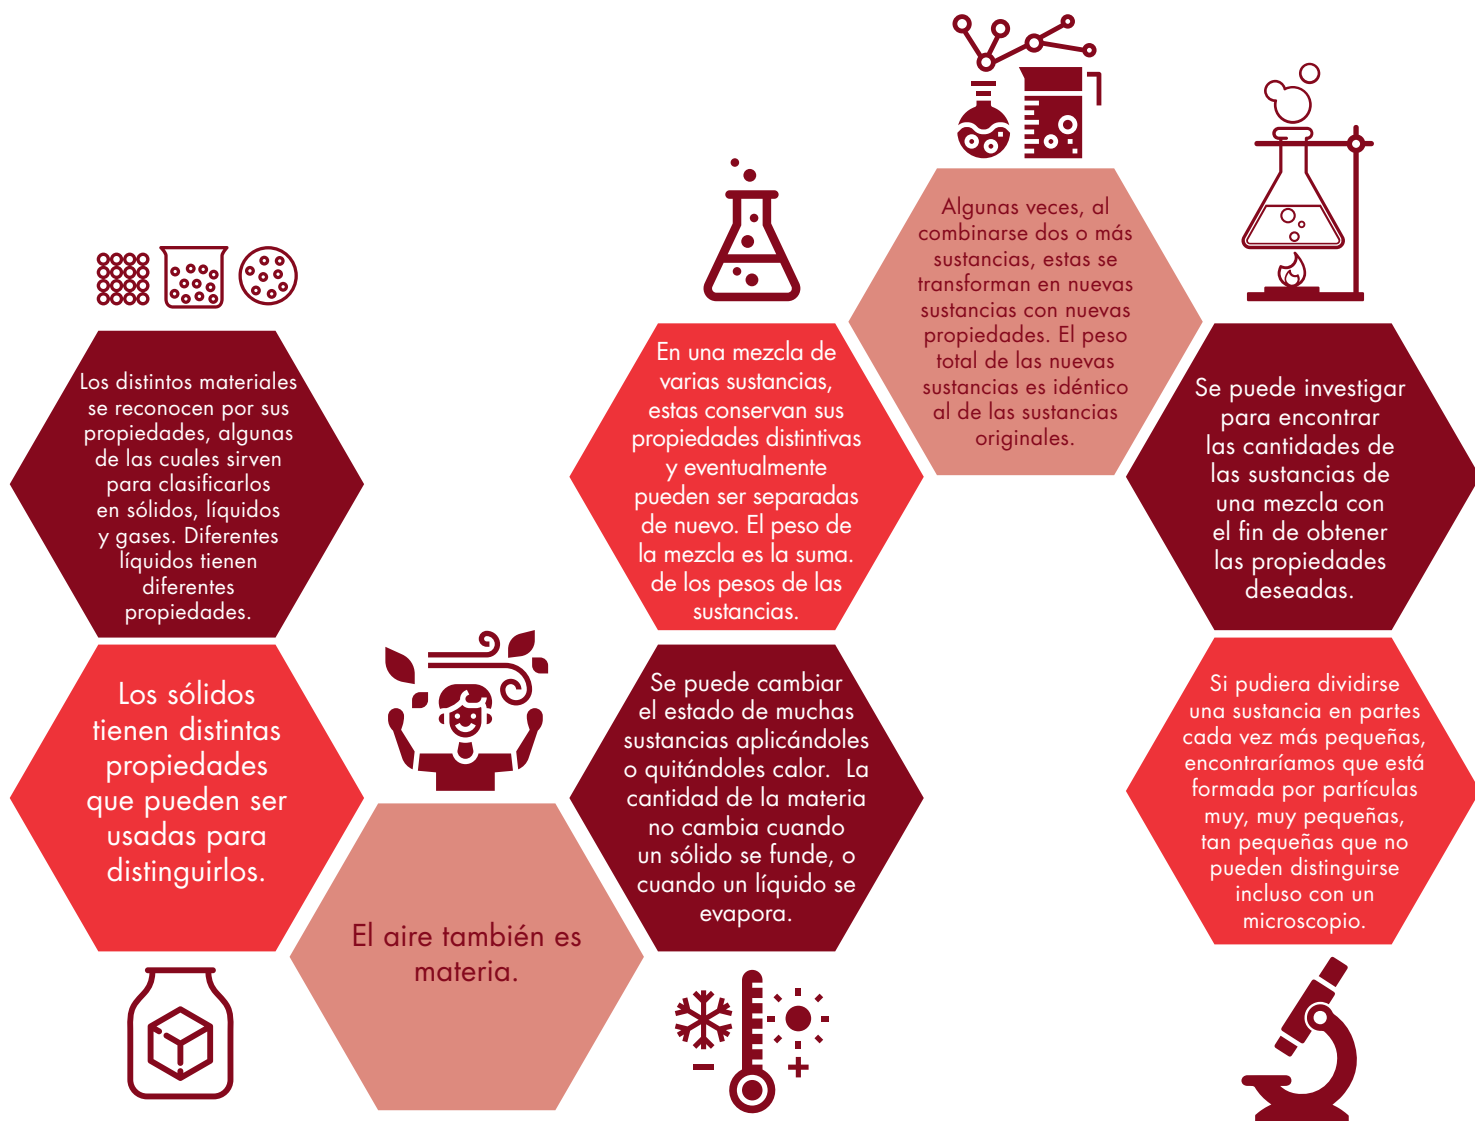 Los distintos materiales
se reconocen por sus
propiedades, algunas
de las cuales sirven
para clasificarlos
en sólidos, líquidos
y gases. Diferentes
líquidos tienen
diferentes
propiedades.
Los sólidos
tienen distintas
propiedades
que pueden ser
usadas para
distinguirlos.
El aire también es
materia.
En una mezcla de
varias sustancias,
estas conservan sus
propiedades distintivas
y eventualmente
pueden ser separadas
de nuevo. El peso de
la mezcla es la suma.
de los pesos de las
sustancias.
Se puede cambiar
el estado de muchas
sustancias aplicándoles
o quitándoles calor. La
cantidad de la materia
no cambia cuando
un sólido se funde, o
cuando un líquido se
evapora.
Algunas veces, al
combinarse dos o más
sustancias, estas se
transforman en nuevas
sustancias con nuevas
propiedades. El peso
total de las nuevas
sustancias es idéntico
al de las sustancias
originales.
Se puede investigar
para encontrar
las cantidades de
las sustancias de
una mezcla con
el fin de obtener
las propiedades
deseadas.
Si pudiera dividirse
una sustancia en partes
cada vez más pequeñas,
encontraríamos que está
formada por partículas
muy, muy pequeñas,
tan pequeñas que no
pueden distinguirse
incluso con un
microscopio.